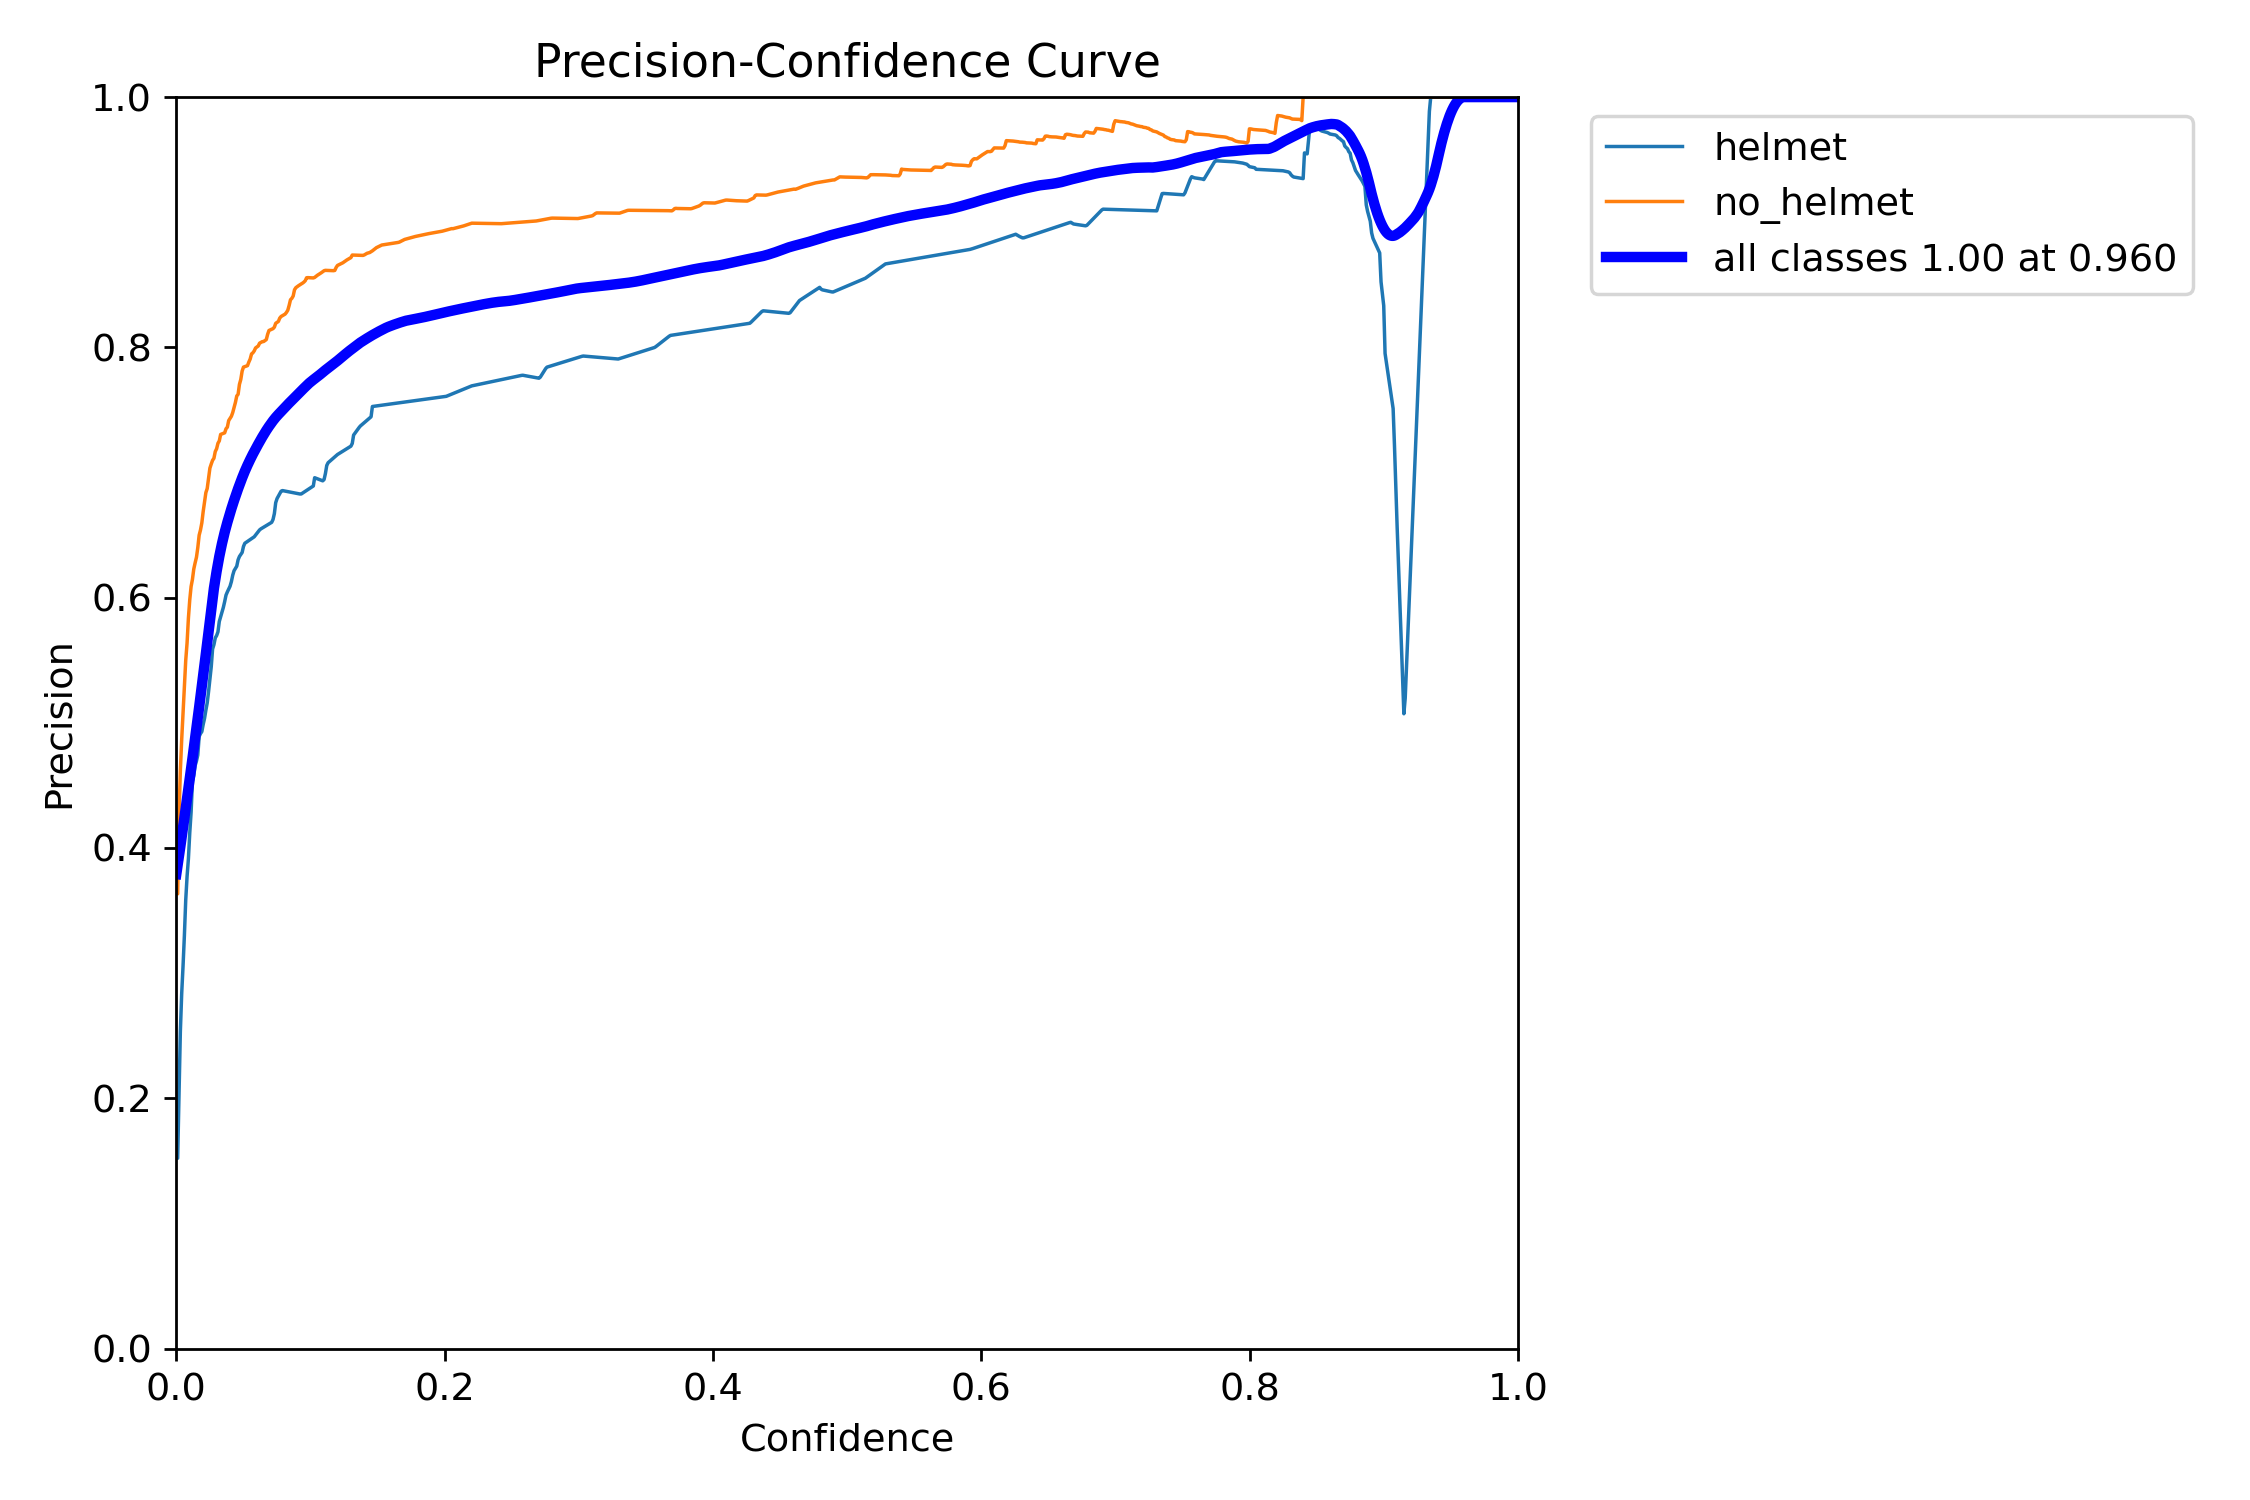 Precision-Confidence Curve
1.0
0.8
0.6
0.4
0.2
0.0
Precision
0.0 0.2 0.4 0.6 0.8 1.0
Confidence
helmet
no_helmet
all classes 1.00 at 0.960